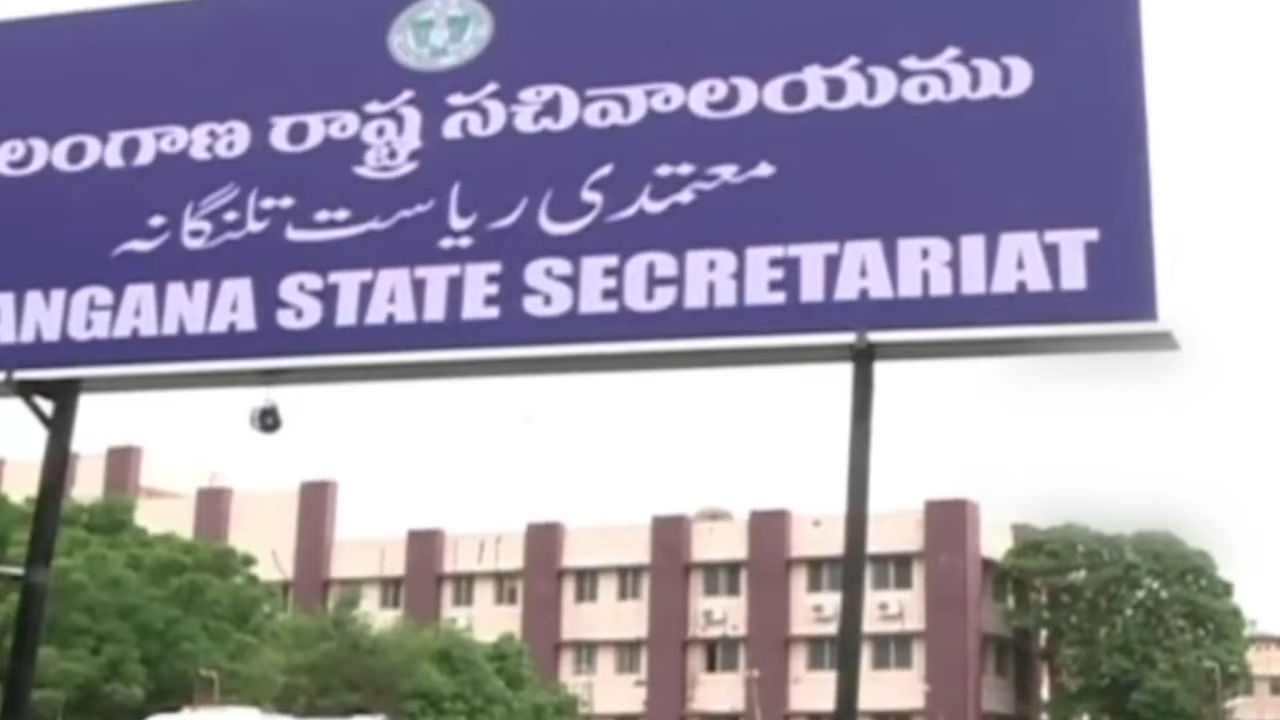 లంగాణ రాష్ట్ర సచివాలయము
معتمدی ریاست تلنگانہ
ANGANA STATE SECRETARIAT